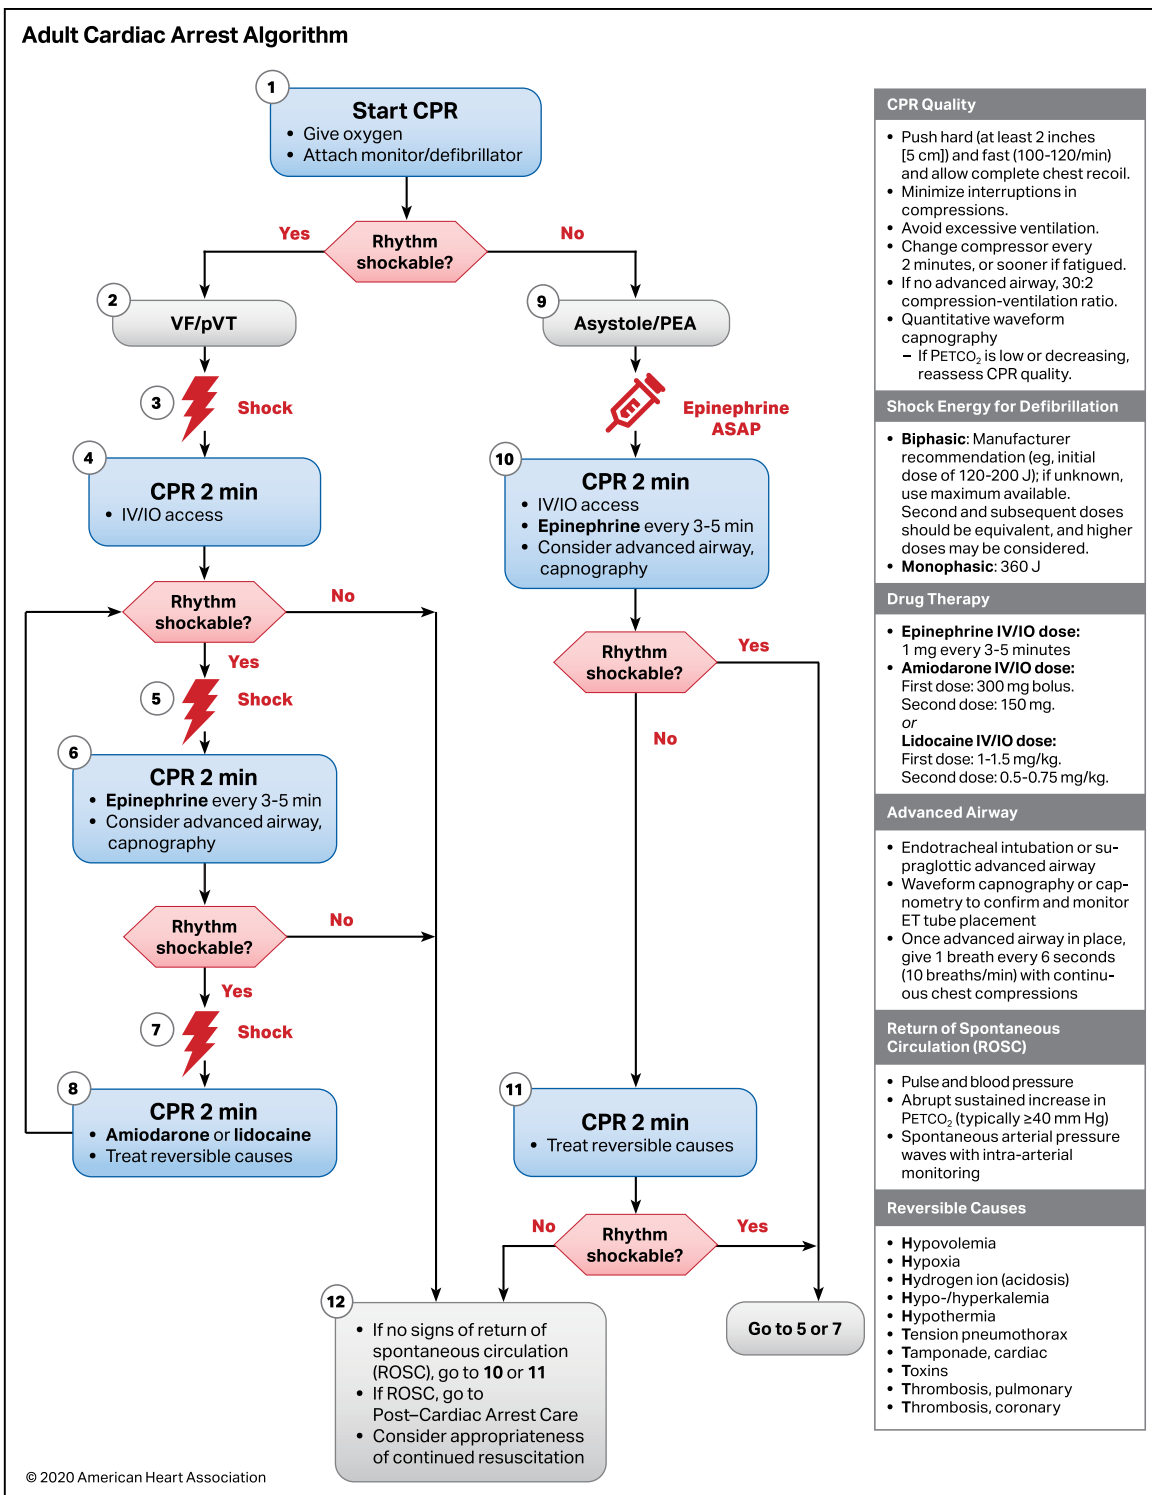 Adult Cardiac Arrest Algorithm
1
Start CPR
• Give oxygen
• Attach monitor/defibrillator
Rhythm
shockable?
Yes
No
2
VF/pVT
3
Shock
4
CPR 2 min
• IV/IO access
Rhythm
shockable?
No
Yes
5
Shock
6
CPR 2 min
• Epinephrine every 3-5 min
• Consider advanced airway,
capnography
Rhythm
shockable?
No
Yes
7
Shock
8
CPR 2 min
• Amiodarone or lidocaine
• Treat reversible causes
9
Asystole/PEA
Epinephrine
ASAP
10
CPR 2 min
• IV/IO access
• Epinephrine every 3-5 min
• Consider advanced airway,
capnography
Rhythm
shockable?
Yes
No
11
CPR 2 min
• Treat reversible causes
Rhythm
shockable?
No
Yes
12
• If no signs of return of
spontaneous circulation
(ROSC), go to 10 or 11
• If ROSC, go to
Post–Cardiac Arrest Care
• Consider appropriateness
of continued resuscitation
Go to 5 or 7
CPR Quality
• Push hard (at least 2 inches
[5 cm]) and fast (100-120/min)
and allow complete chest recoil.
• Minimize interruptions in
compressions.
• Avoid excessive ventilation.
• Change compressor every
2 minutes, or sooner if fatigued.
• If no advanced airway, 30:2
compression-ventilation ratio.
• Quantitative waveform
capnography
– If PETCO₂ is low or decreasing,
reassess CPR quality.
Shock Energy for Defibrillation
• Biphasic: Manufacturer
recommendation (eg, initial
dose of 120-200 J); if unknown,
use maximum available.
Second and subsequent doses
should be equivalent, and higher
doses may be considered.
• Monophasic: 360 J
Drug Therapy
• Epinephrine IV/IO dose:
1 mg every 3-5 minutes
• Amiodarone IV/IO dose:
First dose: 300 mg bolus.
Second dose: 150 mg.
or
Lidocaine IV/IO dose:
First dose: 1-1.5 mg/kg.
Second dose: 0.5-0.75 mg/kg.
Advanced Airway
• Endotracheal intubation or su-
praglottic advanced airway
• Waveform capnography or cap-
nometry to confirm and monitor
ET tube placement
• Once advanced airway in place,
give 1 breath every 6 seconds
(10 breaths/min) with continu-
ous chest compressions
Return of Spontaneous
Circulation (ROSC)
• Pulse and blood pressure
• Abrupt sustained increase in
PETCO₂ (typically ≥40 mm Hg)
• Spontaneous arterial pressure
waves with intra-arterial
monitoring
Reversible Causes
• Hypovolemia
• Hypoxia
• Hydrogen ion (acidosis)
• Hypo-/hyperkalemia
• Hypothermia
• Tension pneumothorax
• Tamponade, cardiac
• Toxins
• Thrombosis, pulmonary
• Thrombosis, coronary
© 2020 American Heart Association